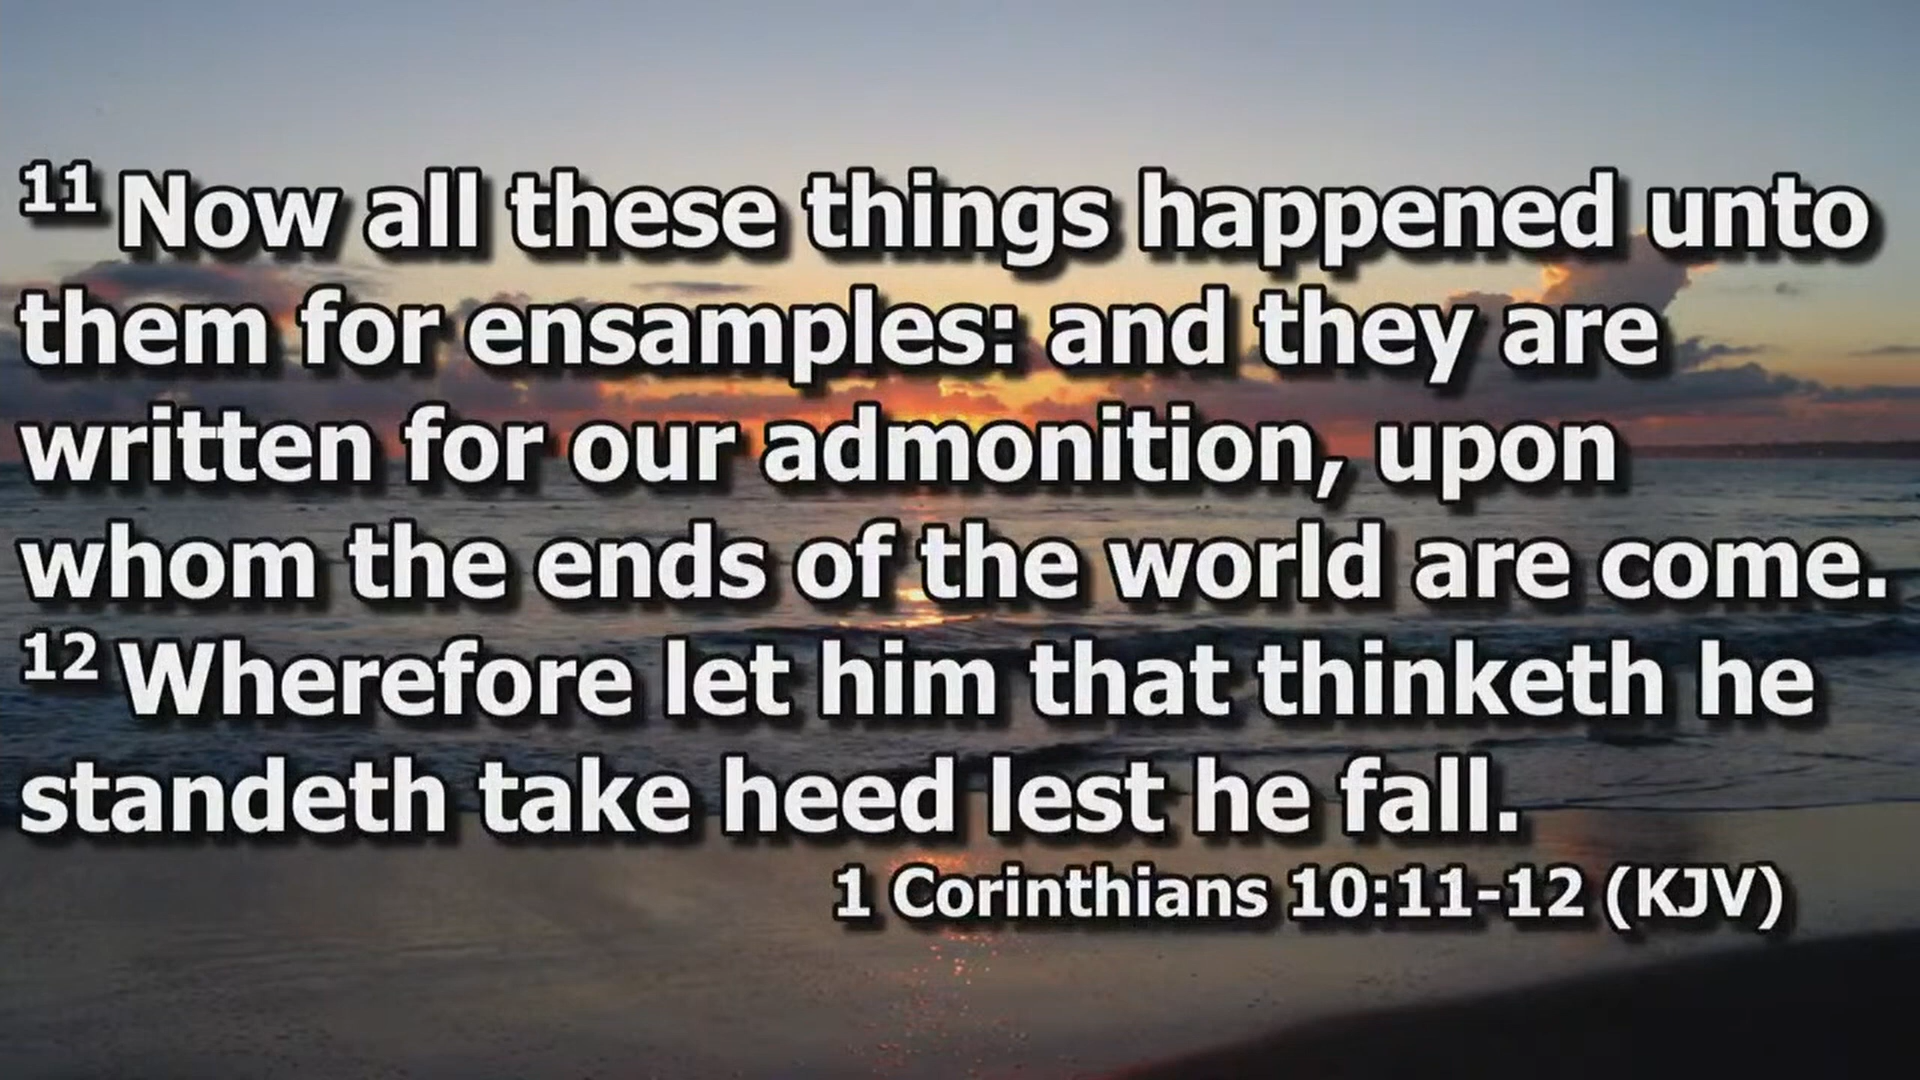 11 Now all these things happened unto
them for ensamples: and they are
written for our admonition, upon
whom the ends of the world are come.
12 Wherefore let him that thinketh he
standeth take heed lest he fall.
1 Corinthians 10:11-12 (KJV)